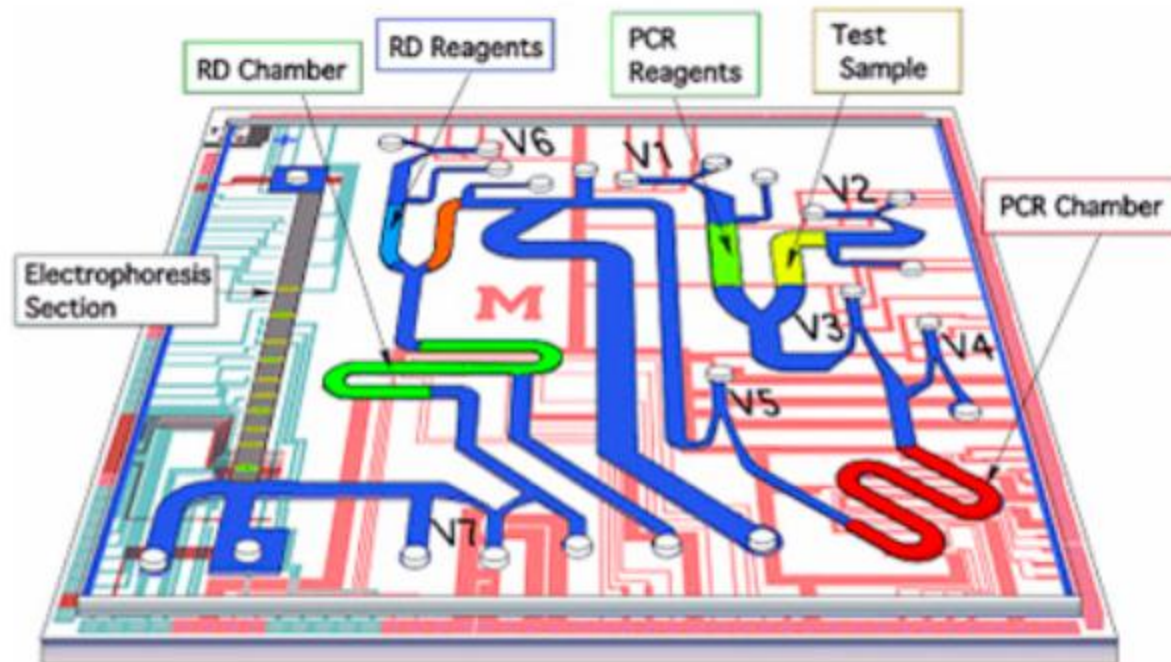 RD Reagents
RD Chamber
PCR
Reagents
Test
Sample
PCR Chamber
Electrophoresis
Section
V6
V1
V2
V3
V4
V5
V7
M